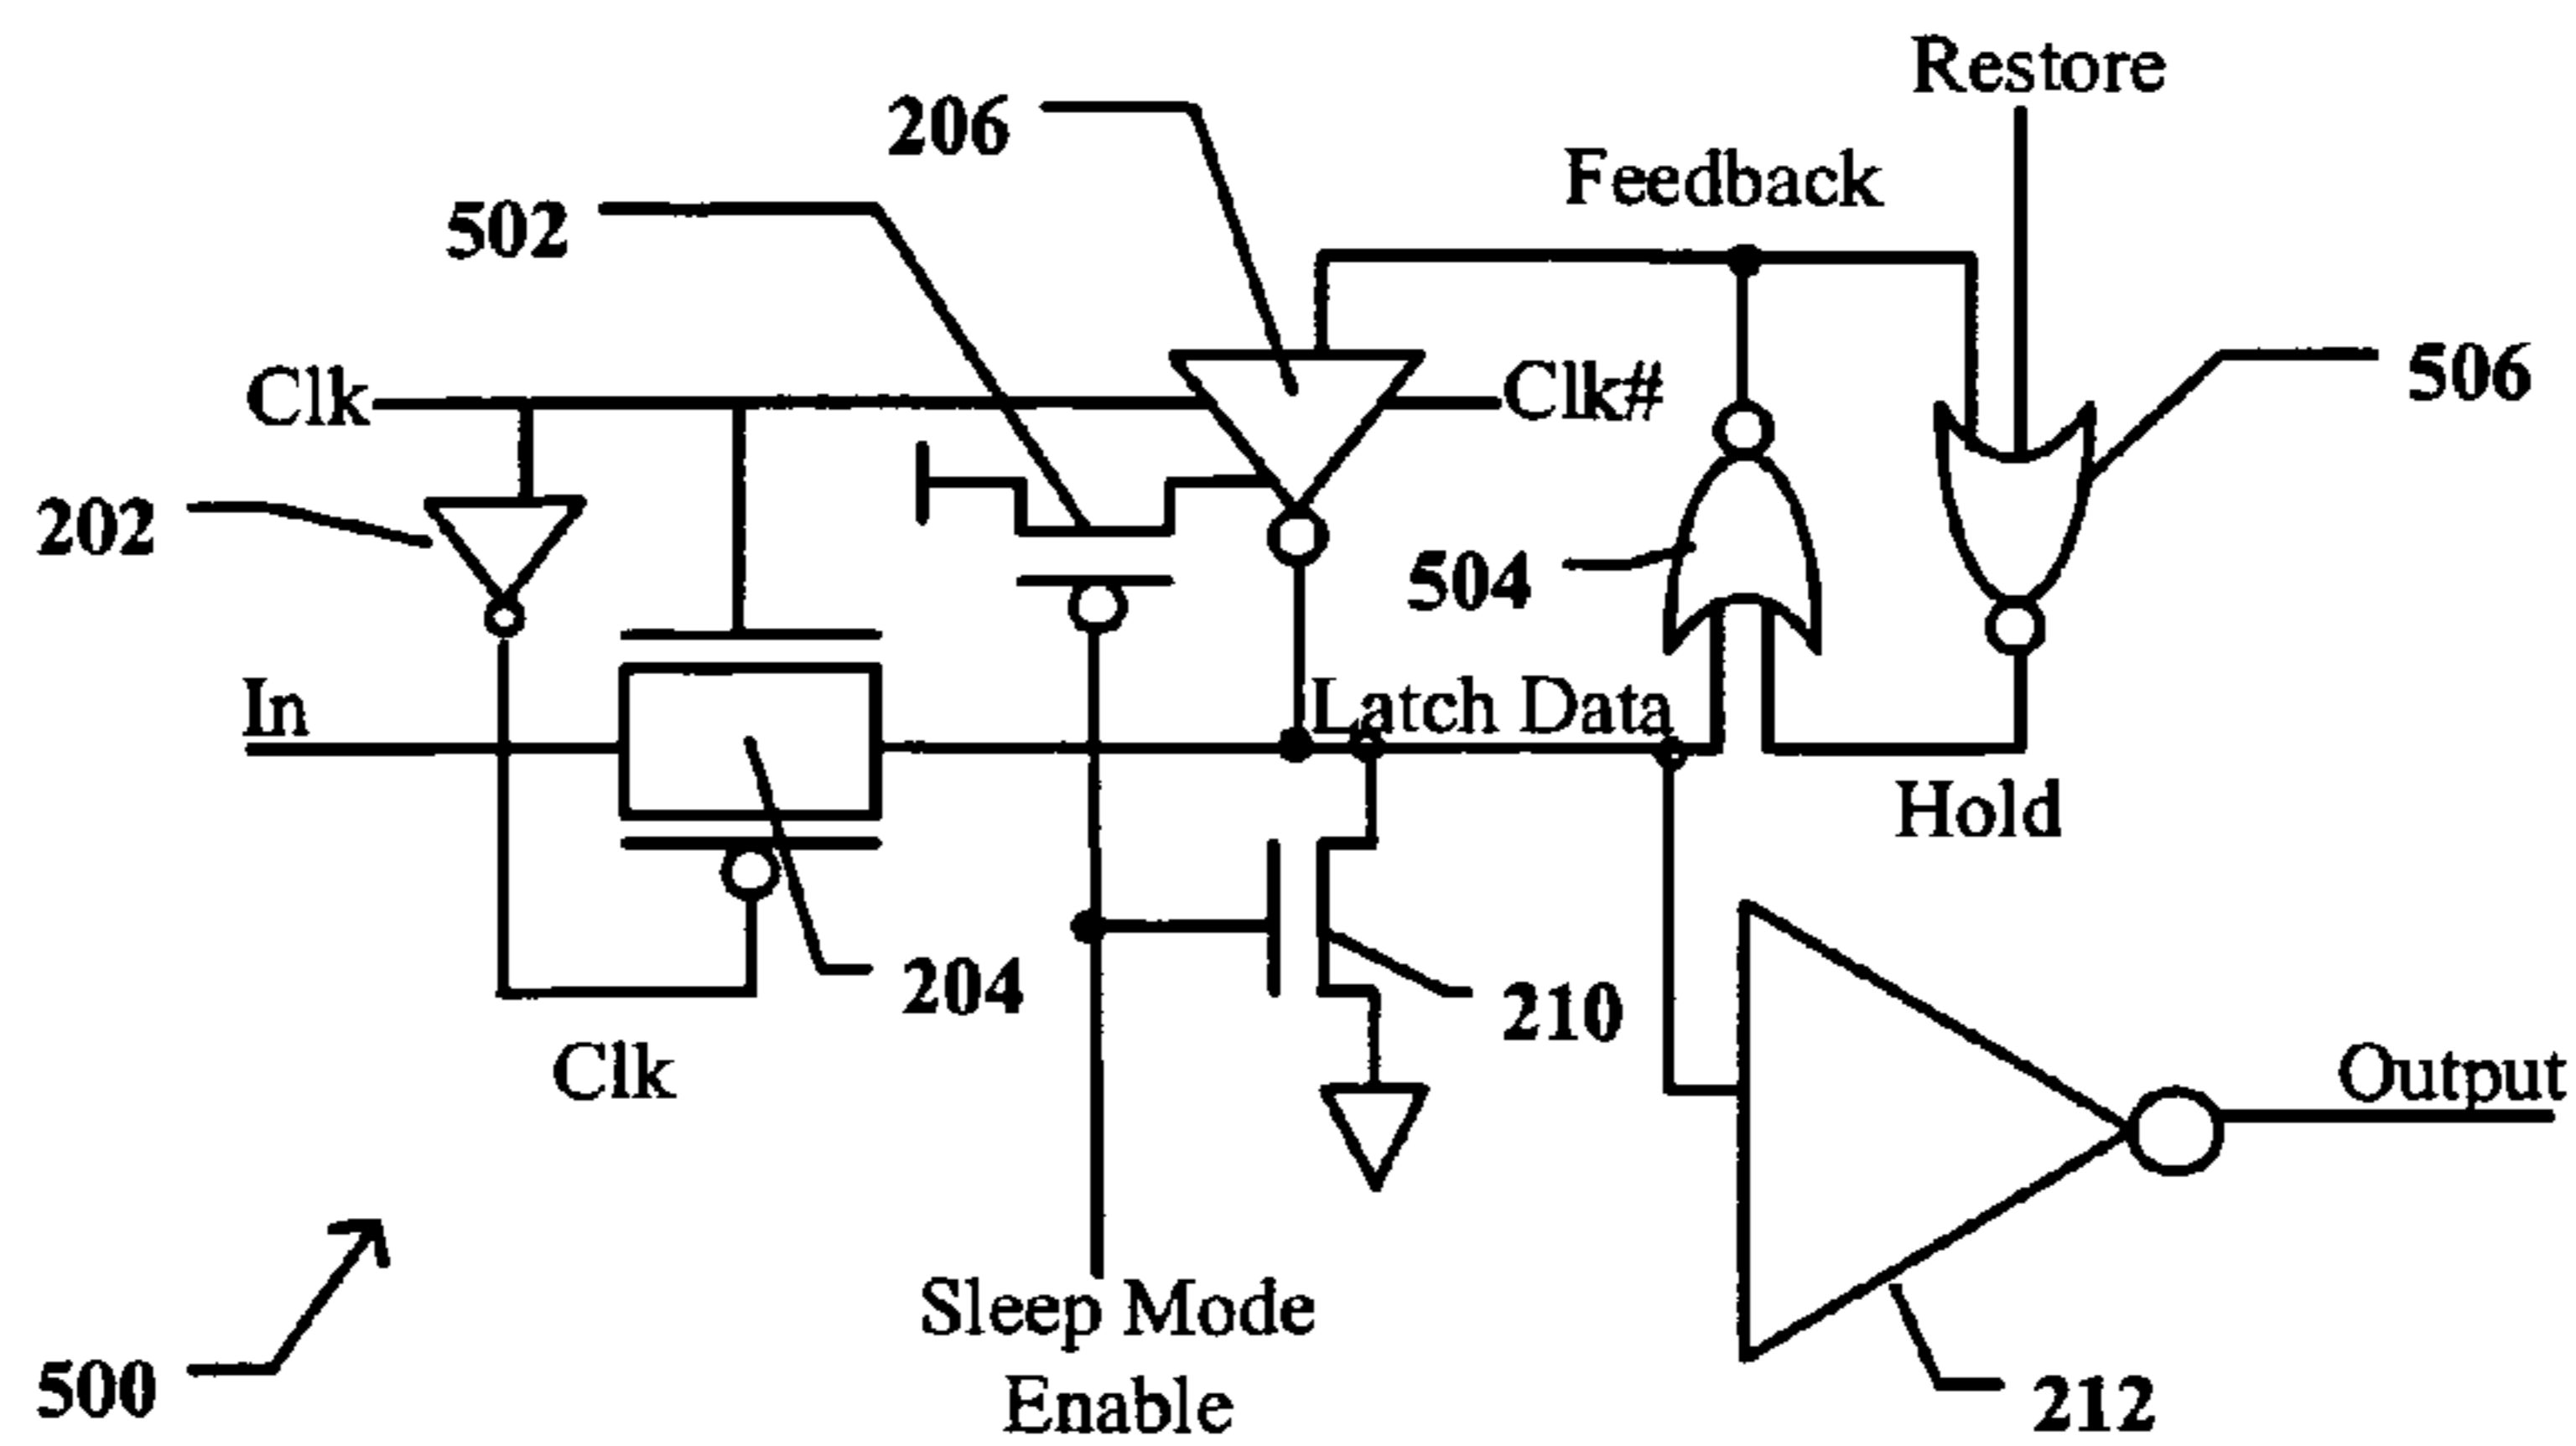 Restore
206
Feedback
502
Clk
Clk#
506
202
504
In
Latch Data
Hold
204
210
Clk
Output
Sleep Mode
Enable
500
212